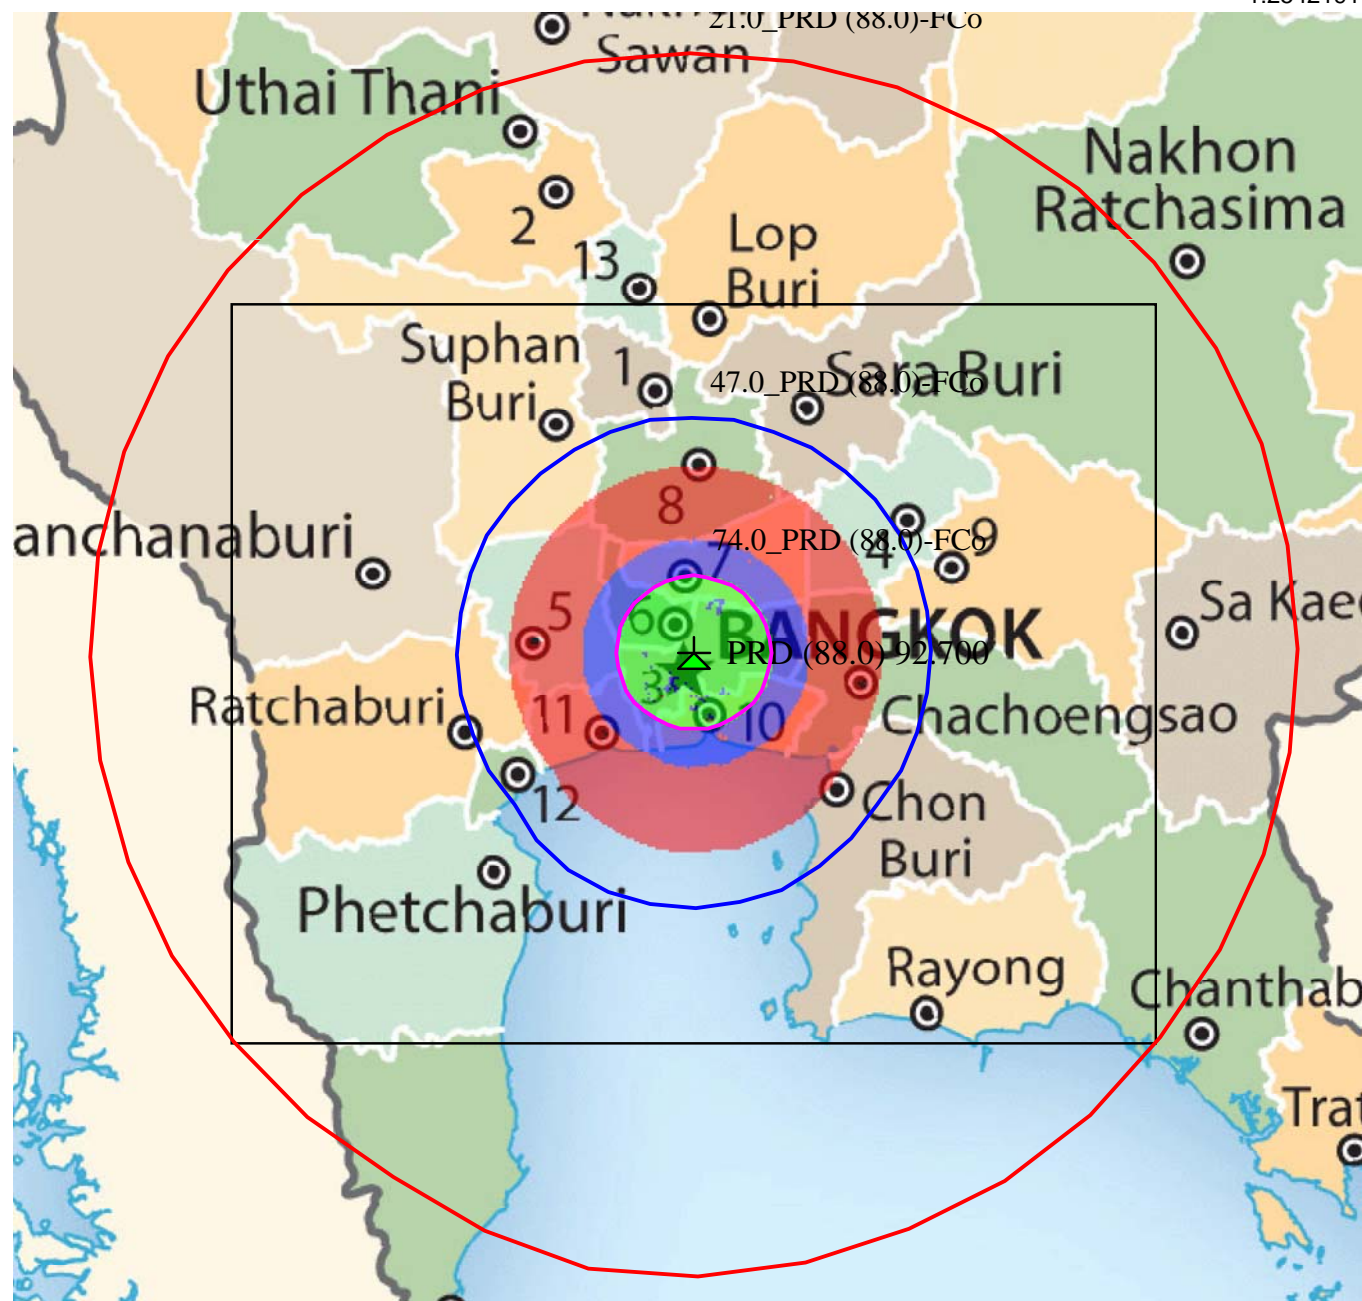 21.0_PRD (88.0)-FCo
Sawan
Uthai Thani
Nakhon
Ratchasima
2
Lop
Buri
13
Suphan
Buri
1
Sara Buri
47.0_PRD (88.0)-FCo
8
anchanaburi
74.0_PRD (88.0)-FCo
7
4
9
5
6
BANGKOK
Sa Kaeo
PRD (88.0) 92.700
3
Ratchaburi
11
10
Chachoengsao
12
Chon
Buri
Phetchaburi
Rayong
Chanthab
Trat